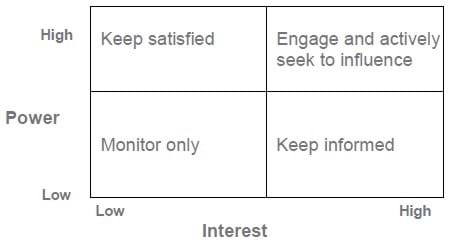 High
Keep satisfied
Engage and actively
seek to influence
Power
Monitor only
Keep informed
Low
Low
High
Interest